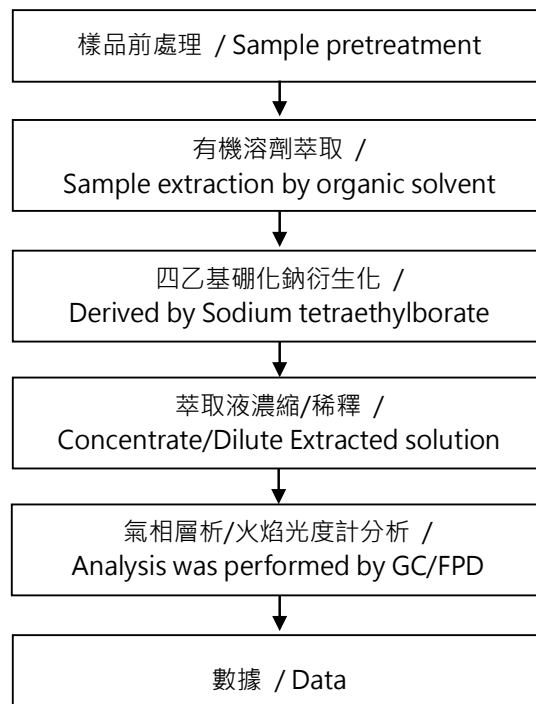 樣品前處理 / Sample pretreatment
有機溶劑萃取 /
Sample extraction by organic solvent
四乙基硼化鈉衍生化 /
Derived by Sodium tetraethylborate
萃取液濃縮/稀釋 /
Concentrate/Dilute Extracted solution
氣相層析/火焰光度計分析 /
Analysis was performed by GC/FPD
數據 / Data